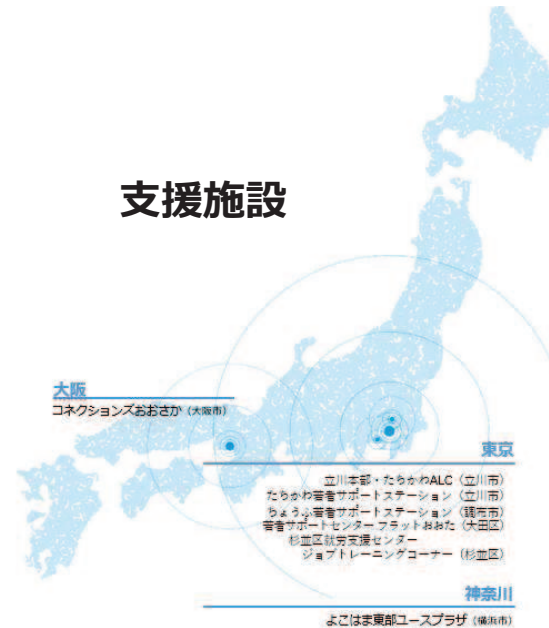 支援施設
大阪
コネクションズおおさか（大阪市）
東京
立川本部・たちかわALC（立川市）
たちかわ若者サポートステーション（立川市）
ちょうふ若者サポートステーション（調布市）
若者サポートセンター フラットおおた（大田区）
杉並区就労支援センター
ジョブトレーニングコーナー（杉並区）
神奈川
よこはま東部ユースプラザ（横浜市）